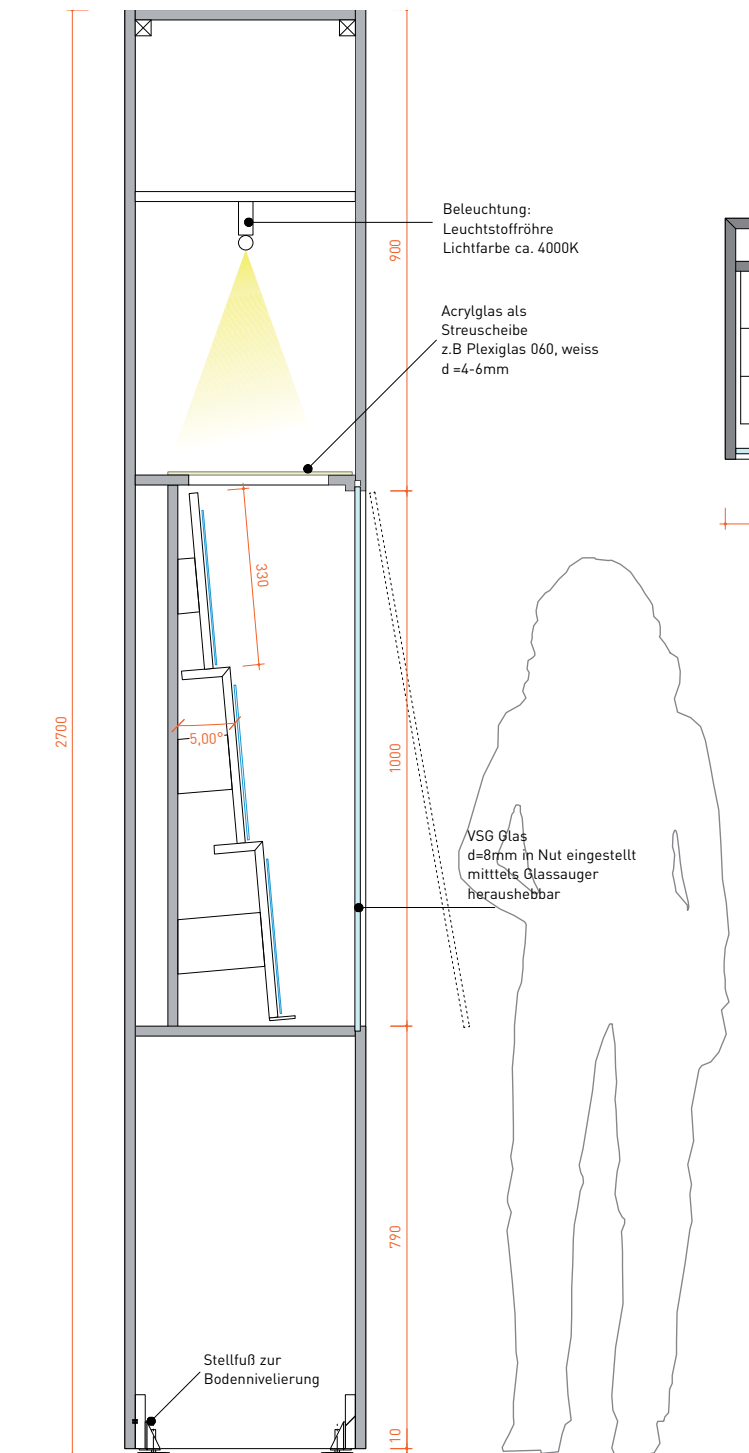 Beleuchtung:
Leuchtstoffröhre
Lichtfarbe ca. 4000K
900
Acrylglas als
Streuscheibe
z.B Plexiglas 060, weiss
d =4-6mm
330
2700
5,00°
1000
VSG Glas
d=8mm in Nut eingestellt
mitttels Glassauger
heraushebbar
790
Stellfuß zur
Bodennivelierung
10